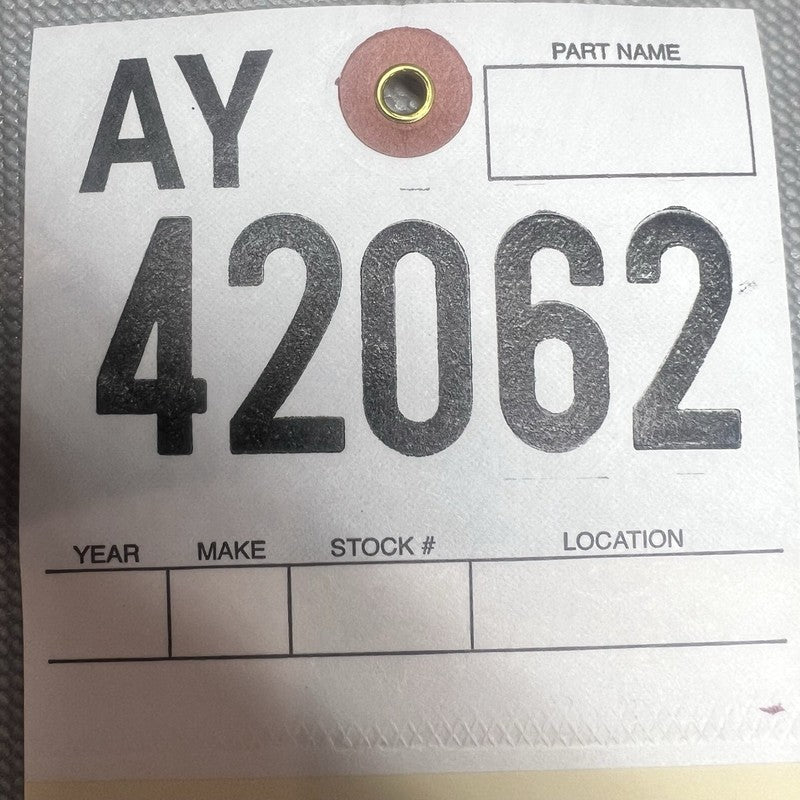 AY
PART NAME
42062
YEAR MAKE STOCK # LOCATION